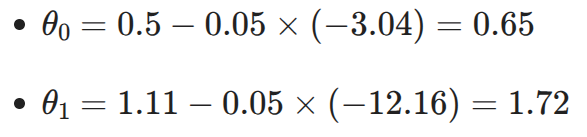 • θ₀ = 0.5 − 0.05 × (−3.04) = 0.65
• θ₁ = 1.11 − 0.05 × (−12.16) = 1.72